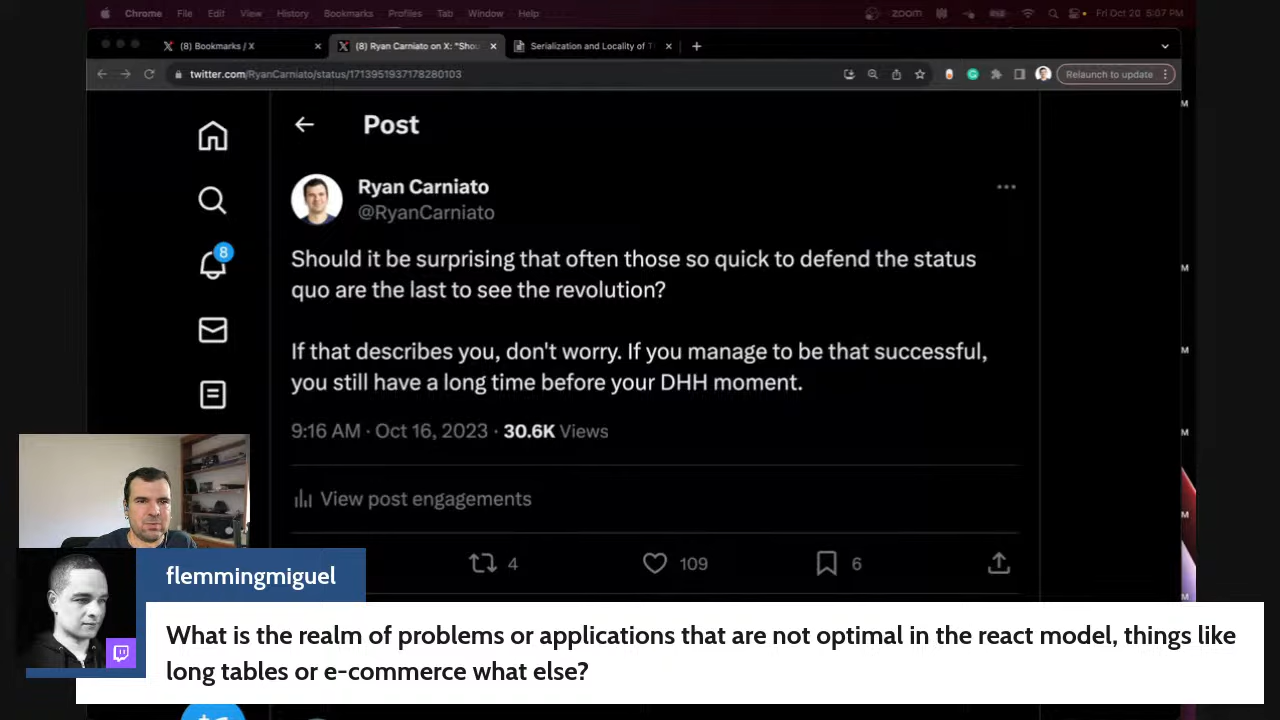 Chrome File Edit View History Bookmarks Profiles Tab Window Help zoom Fri Oct 20 5:07 PM
(8) Bookmarks / X (8) Ryan Carniato on X: "Shou Serialization and Locality of T
twitter.com/RyanCarniato/status/1713951937178280103 Relaunch to update
Post
Ryan Carniato
@RyanCarniato
8
Should it be surprising that often those so quick to defend the status
quo are the last to see the revolution?
If that describes you, don't worry. If you manage to be that successful,
you still have a long time before your DHH moment.
9:16 AM · Oct 16, 2023 · 30.6K Views
View post engagements
4 109 6
M
M
M
M
M
M
flemmingmiguel
What is the realm of problems or applications that are not optimal in the react model, things like
long tables or e-commerce what else?